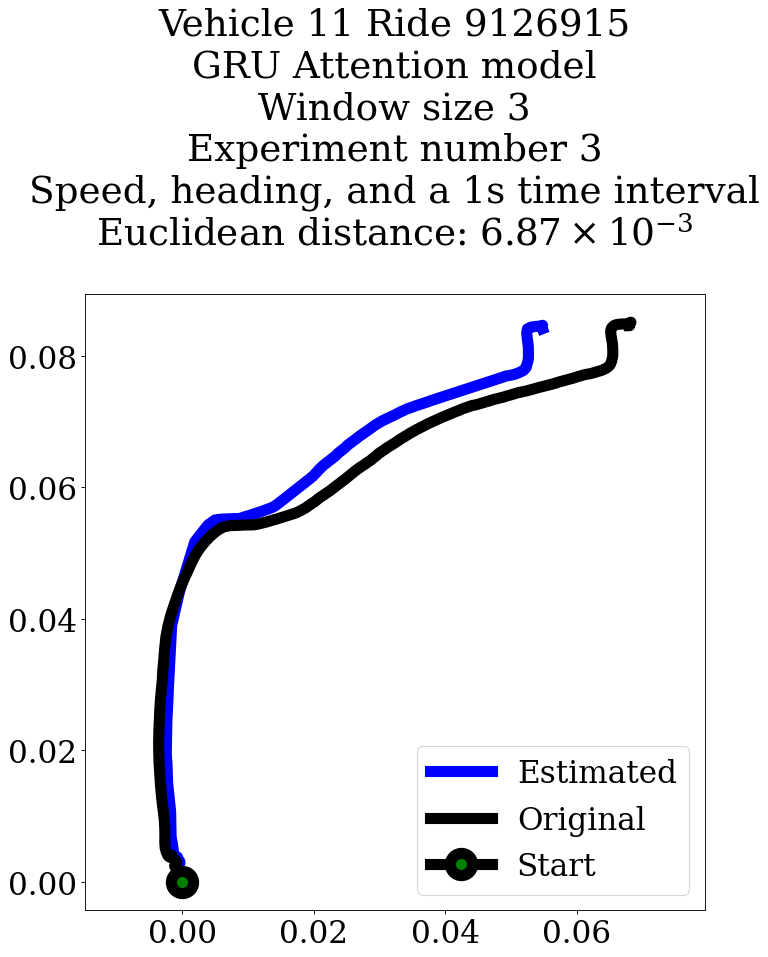 Vehicle 11 Ride 9126915
GRU Attention model
Window size 3
Experiment number 3
Speed, heading, and a 1s time interval
Euclidean distance: 6.87 × 10⁻³
0.08
0.06
0.04
0.02
0.00
Estimated
Original
Start
0.00 0.02 0.04 0.06